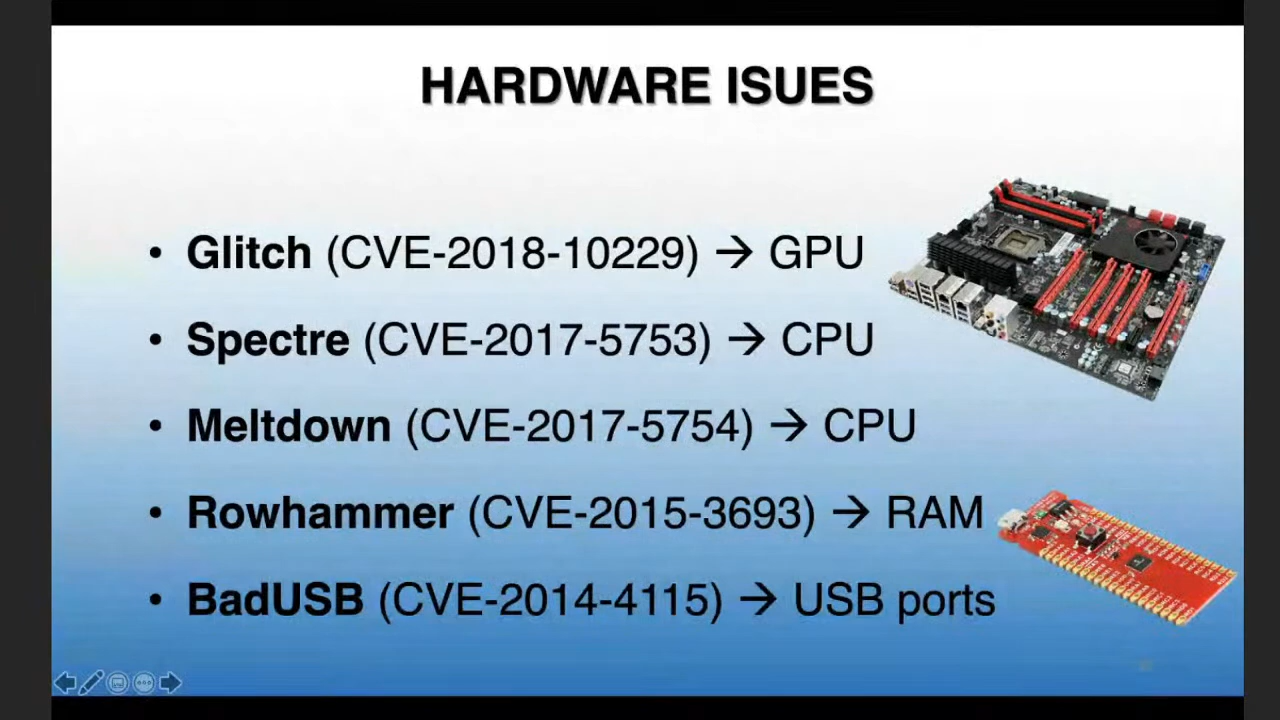 HARDWARE ISUES
• Glitch (CVE-2018-10229) → GPU
• Spectre (CVE-2017-5753) → CPU
• Meltdown (CVE-2017-5754) → CPU
• Rowhammer (CVE-2015-3693) → RAM
• BadUSB (CVE-2014-4115) → USB ports